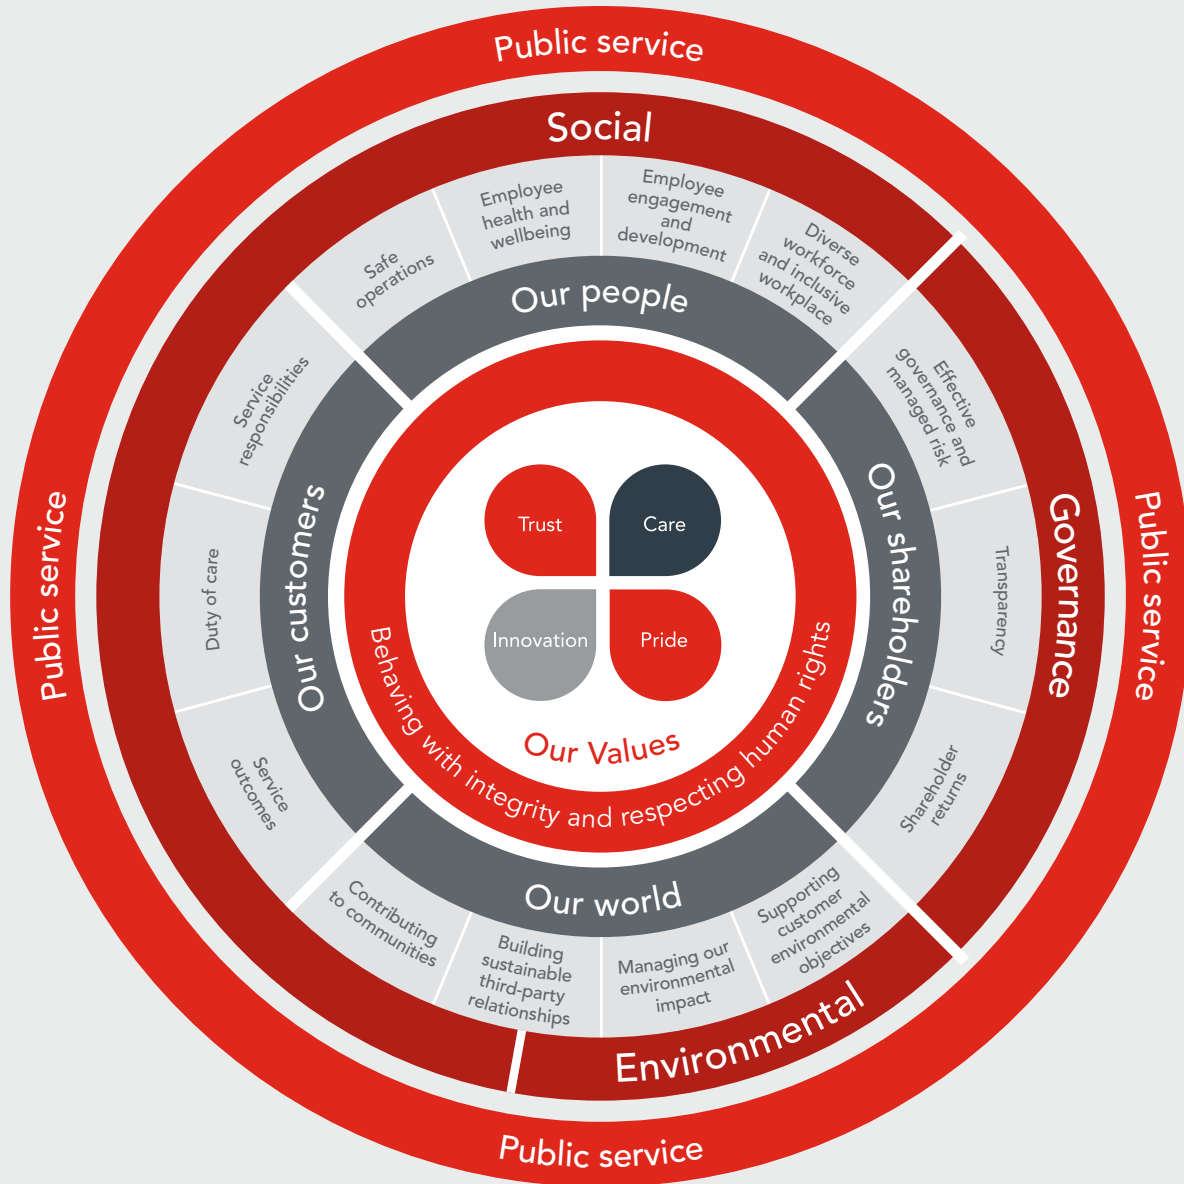 Public service
Social
Employee
health and
wellbeing
Employee
engagement
and
development
Safe
operations
Diverse
workforce
and inclusive
workplace
Our people
Service
responsibilities
Effective
governance and
managed risk
Public service
Duty of care
Our customers
Trust
Care
Innovation
Pride
Our Values
Behaving with integrity and respecting human rights
Our shareholders
Transparency
Governance
Public service
Service
outcomes
Shareholder
returns
Our world
Contributing
to communities
Building
sustainable
third-party
relationships
Managing our
environmental
impact
Supporting
customer
environmental
objectives
Environmental
Public service